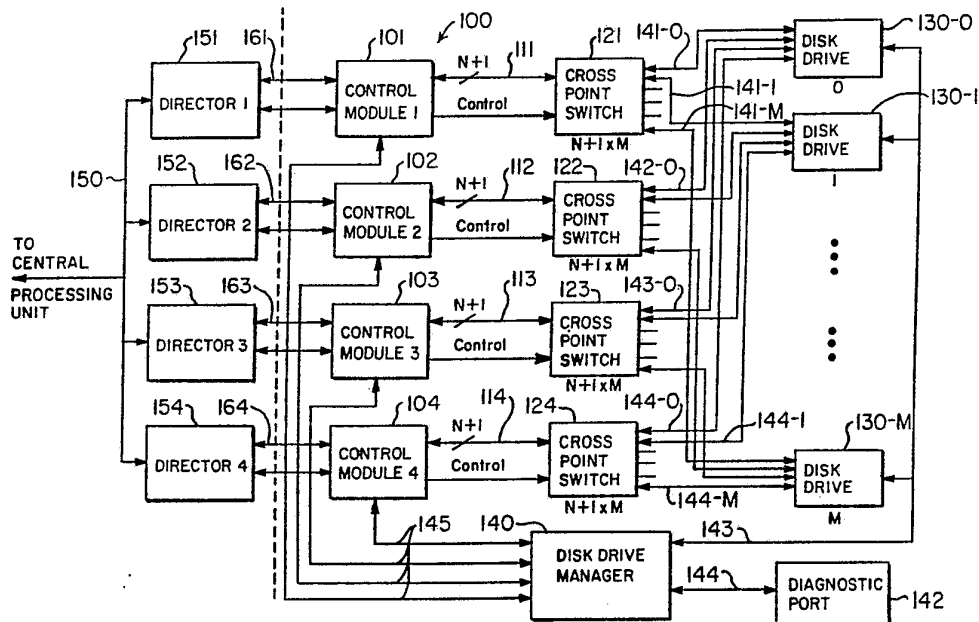 100
151
161
101
N+1
111
121
141-0
130-0
DIRECTOR 1
CONTROL
MODULE 1
Control
CROSS
POINT
SWITCH
N+1 x M
141-1
141-M
DISK
DRIVE
0
130-1
150
152
162
102
N+1
112
122
142-0
DISK
DRIVE
1
DIRECTOR 2
CONTROL
MODULE 2
Control
CROSS
POINT
SWITCH
N+1 x M
TO
CENTRAL
PROCESSING
UNIT
153
163
103
N+1
113
123
143-0
DIRECTOR 3
CONTROL
MODULE 3
Control
CROSS
POINT
SWITCH
N+1 x M
154
164
104
N+1
114
124
144-0
144-1
130-M
DIRECTOR 4
CONTROL
MODULE 4
Control
CROSS
POINT
SWITCH
N+1 x M
144-M
DISK
DRIVE
M
145
140
143
DISK DRIVE
MANAGER
144
DIAGNOSTIC
PORT
142